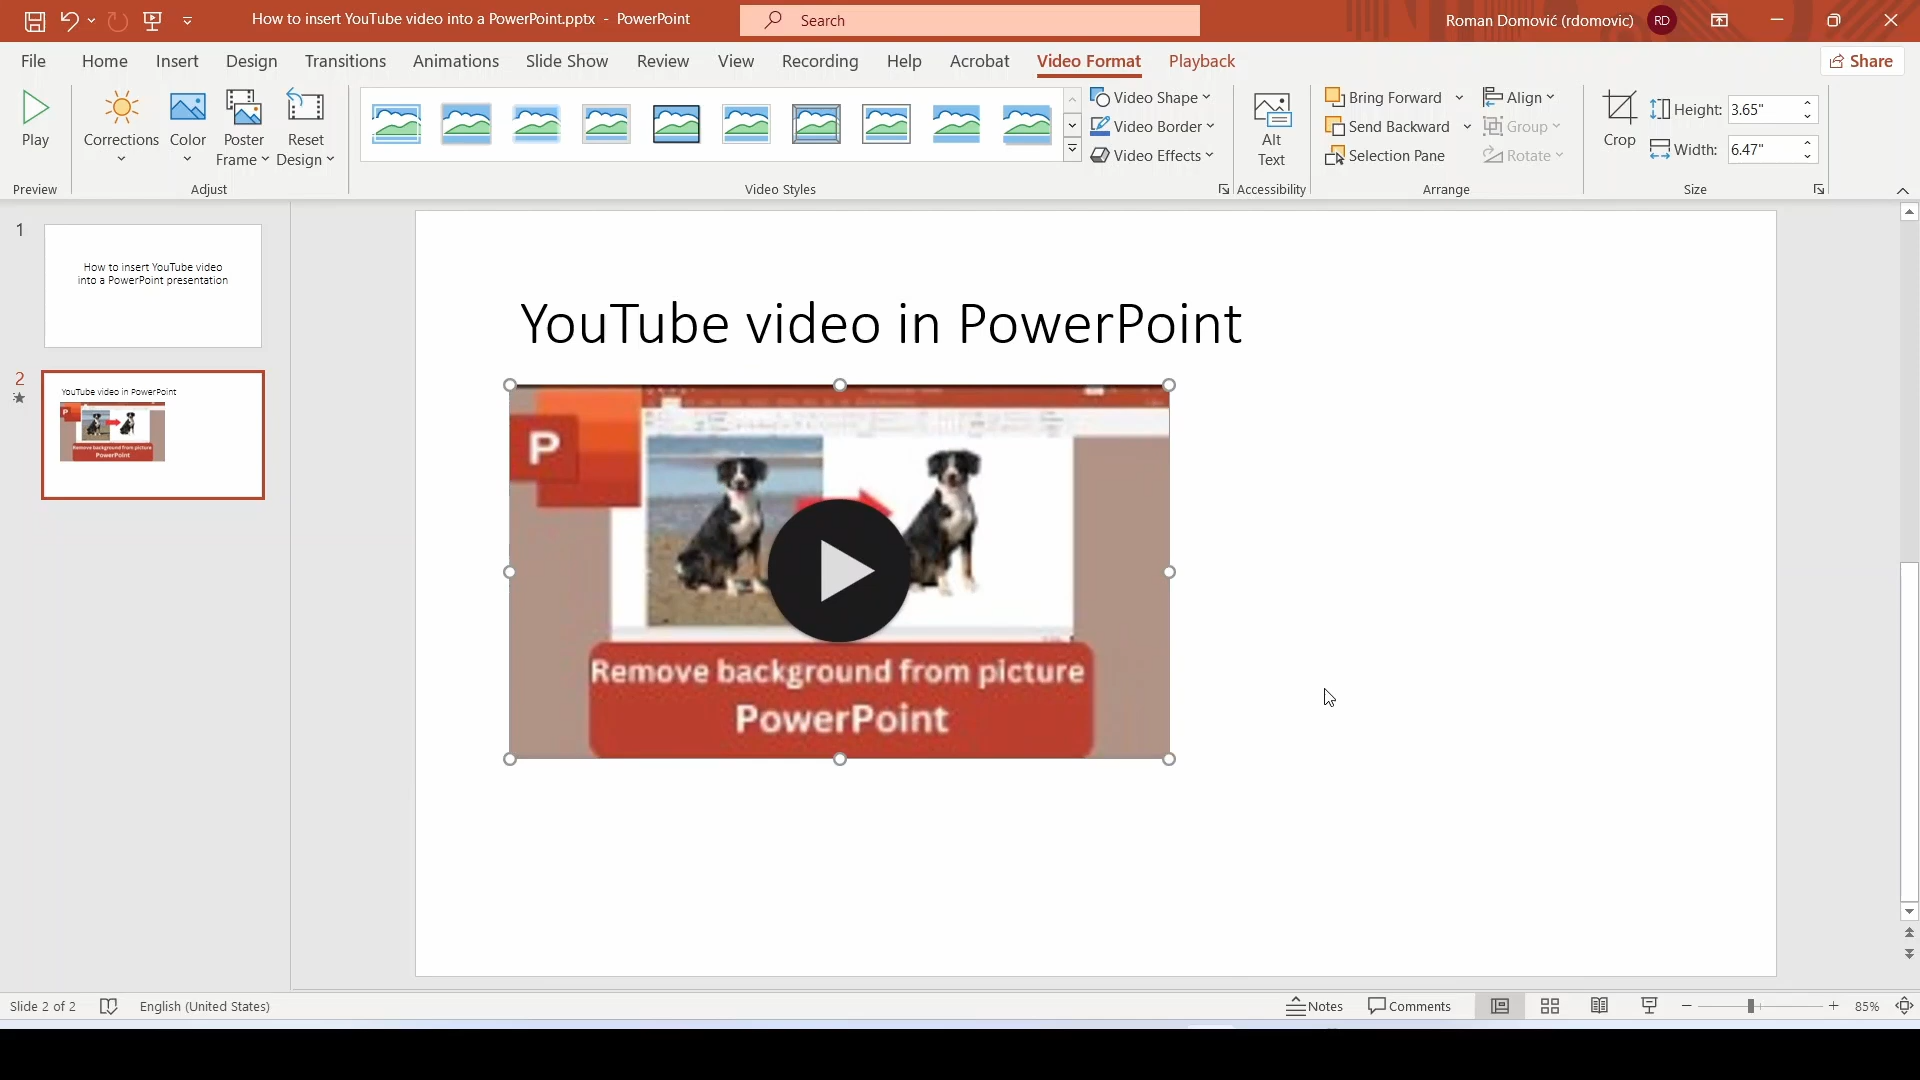 How to insert YouTube video into a PowerPoint.pptx - PowerPoint
Search
Roman Domović (rdomovic)
RD
File
Home
Insert
Design
Transitions
Animations
Slide Show
Review
View
Recording
Help
Acrobat
Video Format
Playback
Share
Play
Corrections
Color
Poster
Frame
Reset
Design
Video Shape
Video Border
Video Effects
Alt
Text
Bring Forward
Send Backward
Selection Pane
Align
Group
Rotate
Crop
Height: 3.65"
Width: 6.47"
Preview
Adjust
Video Styles
Accessibility
Arrange
Size
1
How to insert YouTube video
into a PowerPoint presentation
2
YouTube video in PowerPoint
P
Remove background from picture
PowerPoint
YouTube video in PowerPoint
P
Remove background from picture
PowerPoint
Slide 2 of 2
English (United States)
Notes
Comments
85%